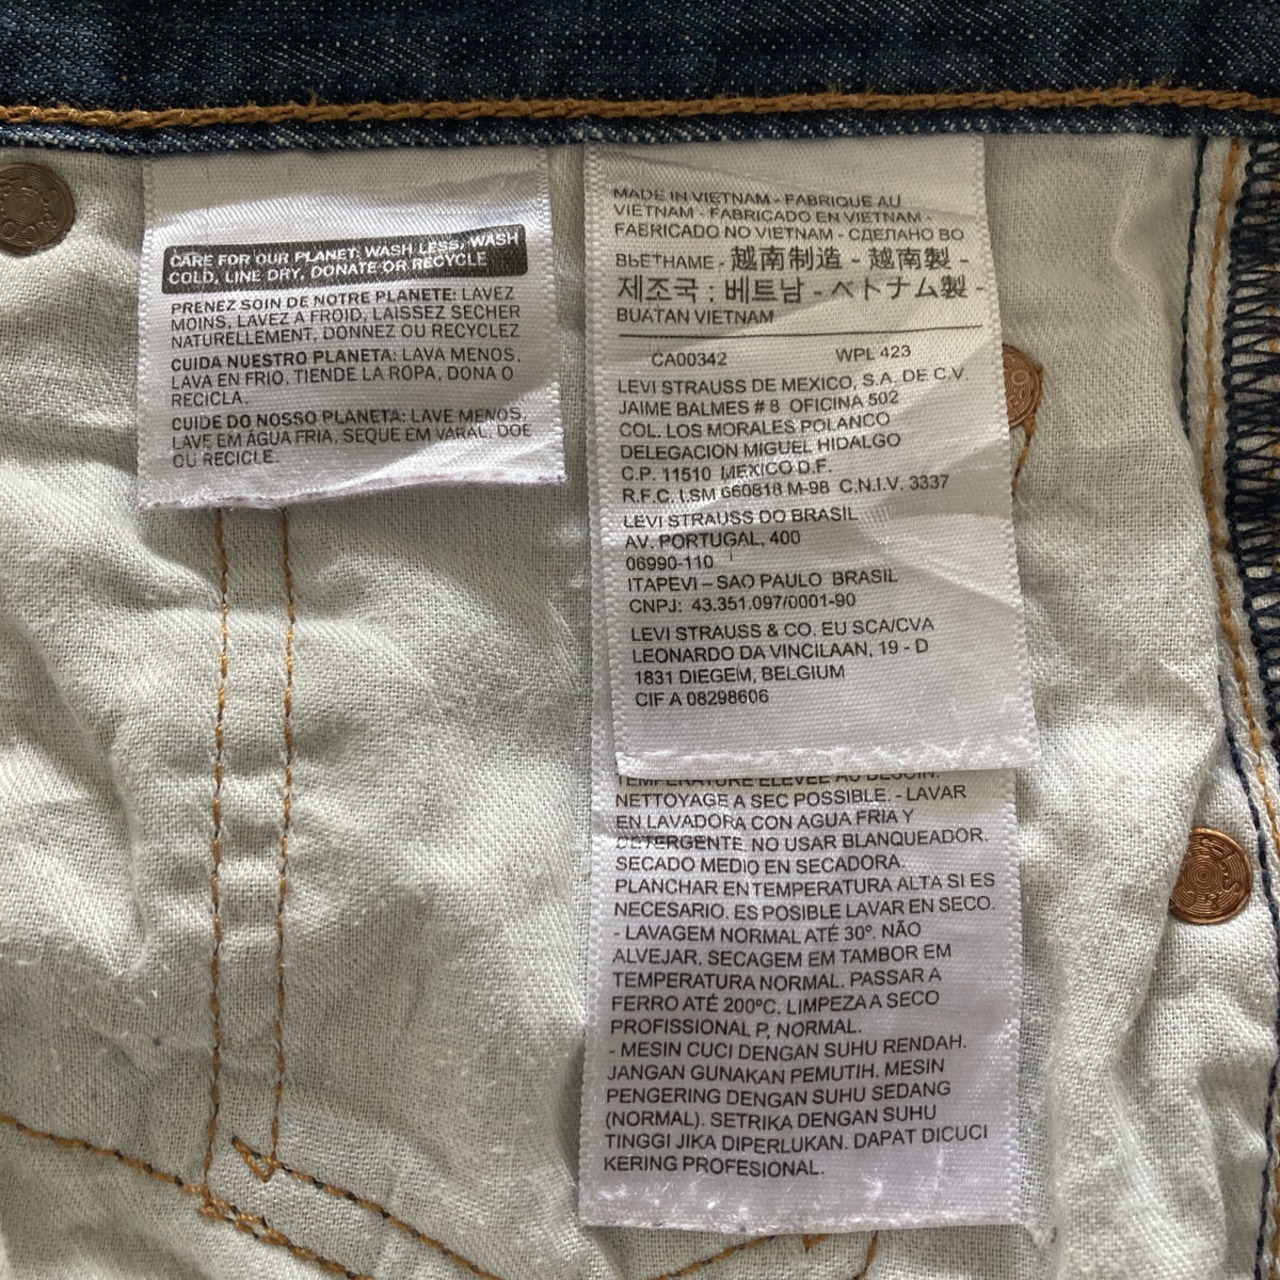 CARE FOR OUR PLANET: WASH LESS, WASH
COLD, LINE DRY, DONATE OR RECYCLE
PRENEZ SOIN DE NOTRE PLANETE: LAVEZ
MOINS, LAVEZ A FROID, LAISSEZ SECHER
NATURELLEMENT, DONNEZ OU RECYCLEZ
CUIDA NUESTRO PLANETA: LAVA MENOS,
LAVA EN FRIO, TIENDE LA ROPA, DONA O
RECICLA.
CUIDE DO NOSSO PLANETA: LAVE MENOS,
LAVE EM ÁGUA FRIA, SEQUE EM VARAL, DOE
OU RECICLE.
MADE IN VIETNAM - FABRIQUE AU
VIETNAM - FABRICADO EN VIETNAM -
FABRICADO NO VIETNAM - СДЕЛАНО ВО
ВЬЕТНАМЕ - 越南制造 - 越南製 -
제조국 : 베트남 - ベトナム製 -
BUATAN VIETNAM
CA00342 WPL 423
LEVI STRAUSS DE MEXICO, S.A. DE C.V.
JAIME BALMES # 8 OFICINA 502
COL. LOS MORALES POLANCO
DELEGACION MIGUEL HIDALGO
C.P. 11510 MEXICO D.F.
R.F.C. LSM 660818 M-98 C.N.I.V. 3337
LEVI STRAUSS DO BRASIL
AV. PORTUGAL, 400
06990-110
ITAPEVI – SAO PAULO BRASIL
CNPJ: 43.351.097/0001-90
LEVI STRAUSS & CO. EU SCA/CVA
LEONARDO DA VINCILAAN, 19 - D
1831 DIEGEM, BELGIUM
CIF A 08298606
TEMPERATURE ELEVEE AU BESOIN.
NETTOYAGE A SEC POSSIBLE. - LAVAR
EN LAVADORA CON AGUA FRIA Y
DETERGENTE. NO USAR BLANQUEADOR.
SECADO MEDIO EN SECADORA.
PLANCHAR EN TEMPERATURA ALTA SI ES
NECESARIO. ES POSIBLE LAVAR EN SECO.
- LAVAGEM NORMAL ATÉ 30º. NÃO
ALVEJAR. SECAGEM EM TAMBOR EM
TEMPERATURA NORMAL. PASSAR A
FERRO ATÉ 200ºC. LIMPEZA A SECO
PROFISSIONAL P, NORMAL.
- MESIN CUCI DENGAN SUHU RENDAH.
JANGAN GUNAKAN PEMUTIH. MESIN
PENGERING DENGAN SUHU SEDANG
(NORMAL). SETRIKA DENGAN SUHU
TINGGI JIKA DIPERLUKAN. DAPAT DICUCI
KERING PROFESIONAL.